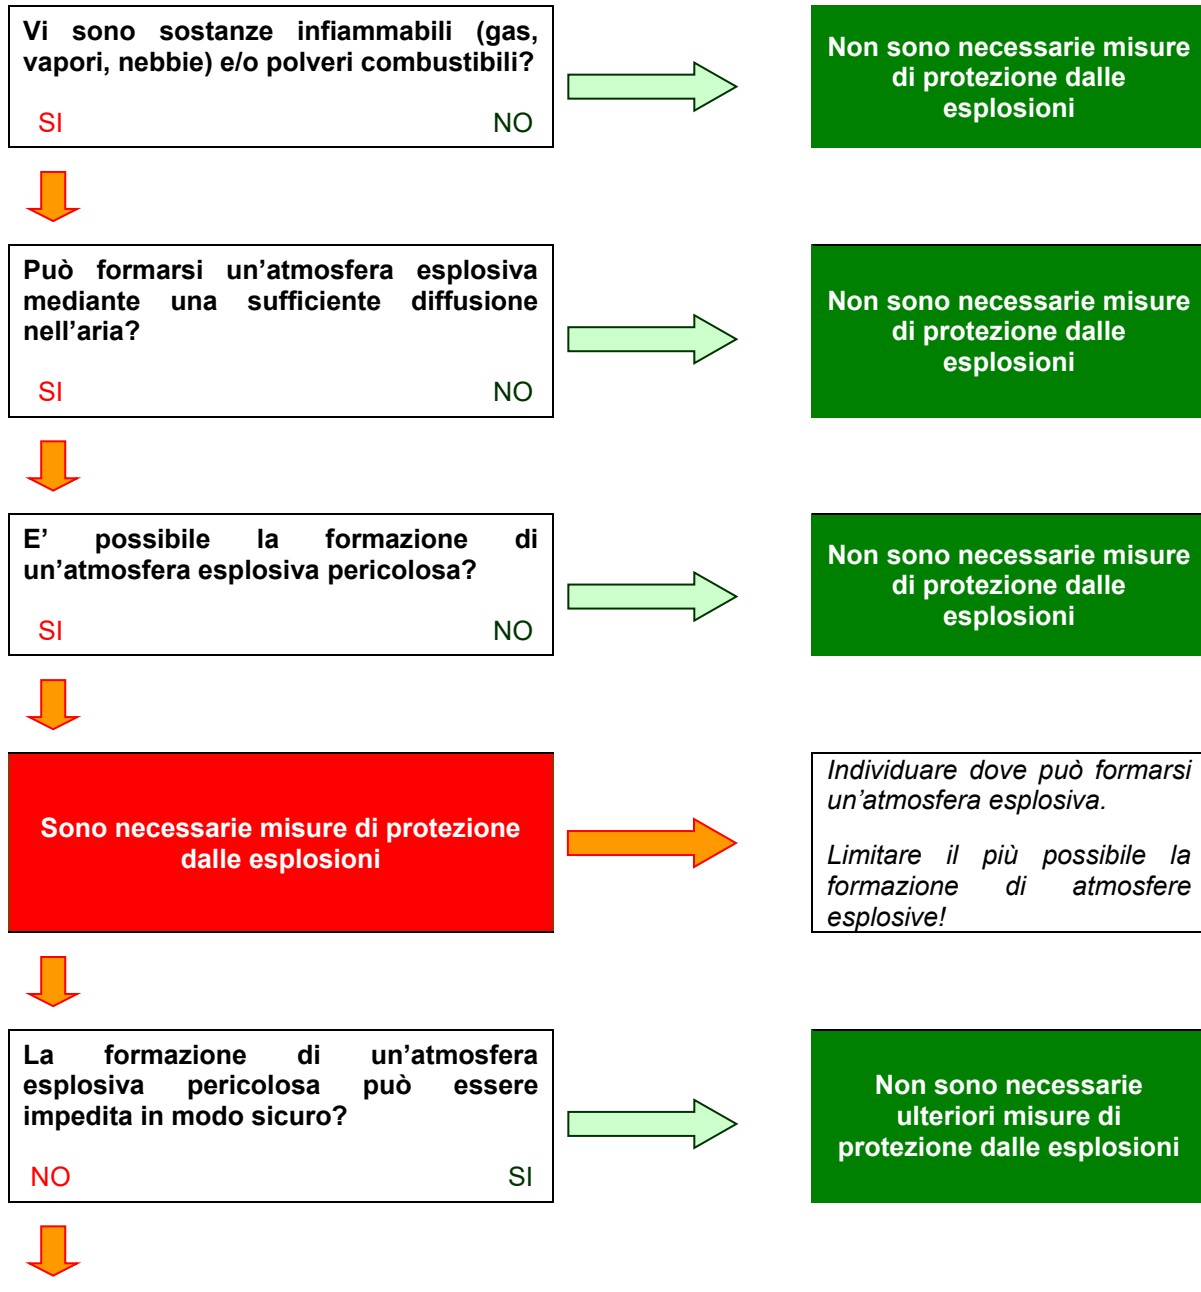 Vi sono sostanze infiammabili (gas,
vapori, nebbie) e/o polveri combustibili?
SI NO
Non sono necessarie misure
di protezione dalle
esplosioni
Può formarsi un’atmosfera esplosiva
mediante una sufficiente diffusione
nell’aria?
SI NO
Non sono necessarie misure
di protezione dalle
esplosioni
E’ possibile la formazione di
un’atmosfera esplosiva pericolosa?
SI NO
Non sono necessarie misure
di protezione dalle
esplosioni
Sono necessarie misure di protezione
dalle esplosioni
Individuare dove può formarsi
un’atmosfera esplosiva.
Limitare il più possibile la
formazione di atmosfere
esplosive!
La formazione di un’atmosfera
esplosiva pericolosa può essere
impedita in modo sicuro?
NO SI
Non sono necessarie
ulteriori misure di
protezione dalle esplosioni